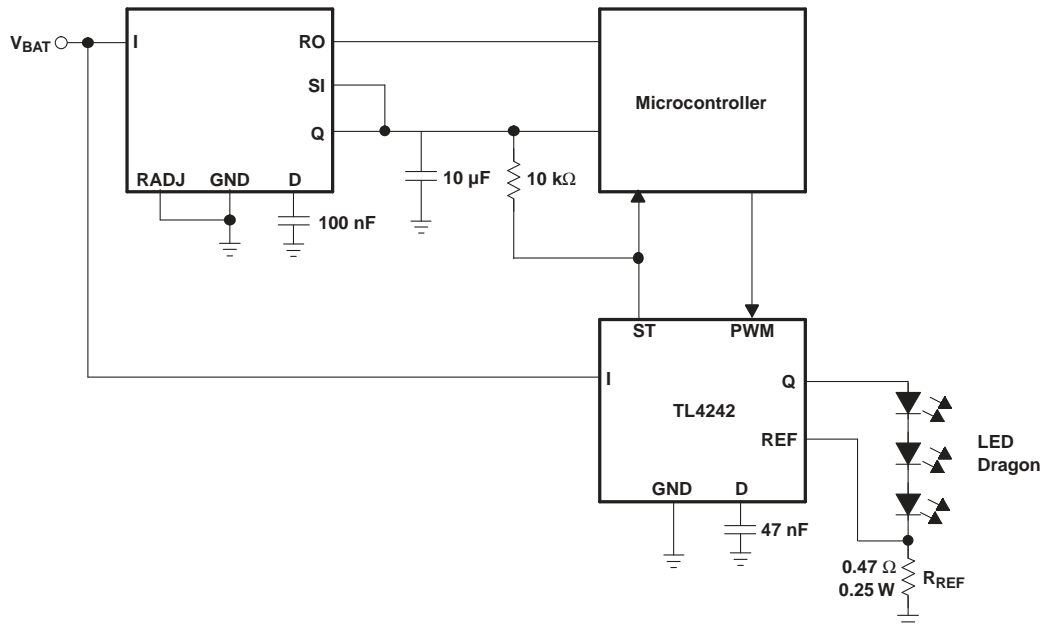 V_BAT
I
RO
SI
Q
RADJ GND D
Microcontroller
10 µF
10 kΩ
100 nF
ST PWM
I
Q
TL4242
REF
GND D
47 nF
LED
Dragon
0.47 Ω
0.25 W
R_REF